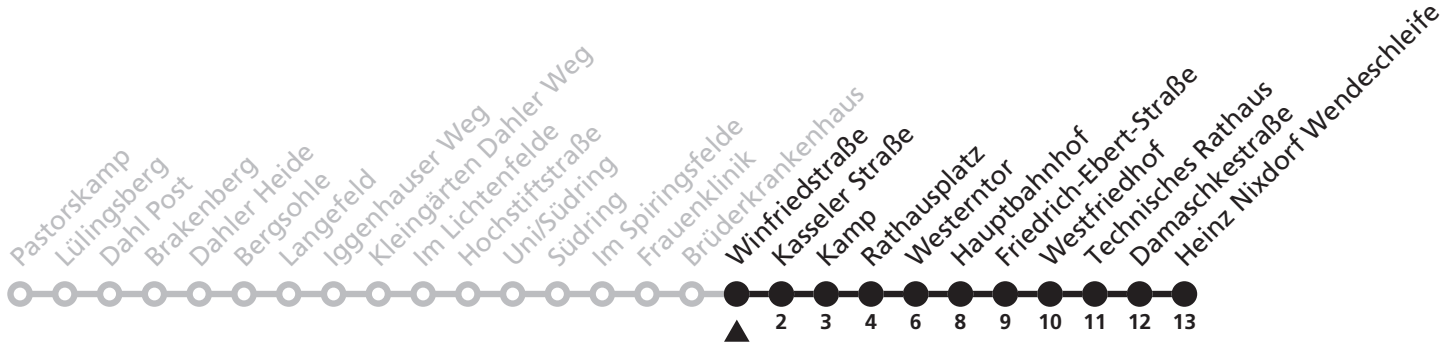 Pastorskamp
Lülingsberg
Dahl Post
Brakenberg
Dahler Heide
Bergsohle
Langefeld
Iggenhauser Weg
Kleingärten Dahler Weg
Im Lichtenfelde
Hochstiftstraße
Uni/Südring
Südring
Im Spiringsfelde
Frauenklinik
Brüderkrankenhaus
Winfriedstraße
Kasseler Straße
Kamp
Rathausplatz
Westerntor
Hauptbahnhof
Friedrich-Ebert-Straße
Westfriedhof
Technisches Rathaus
Damaschkestraße
Heinz Nixdorf Wendeschleife
2 3 4 6 8 9 10 11 12 13